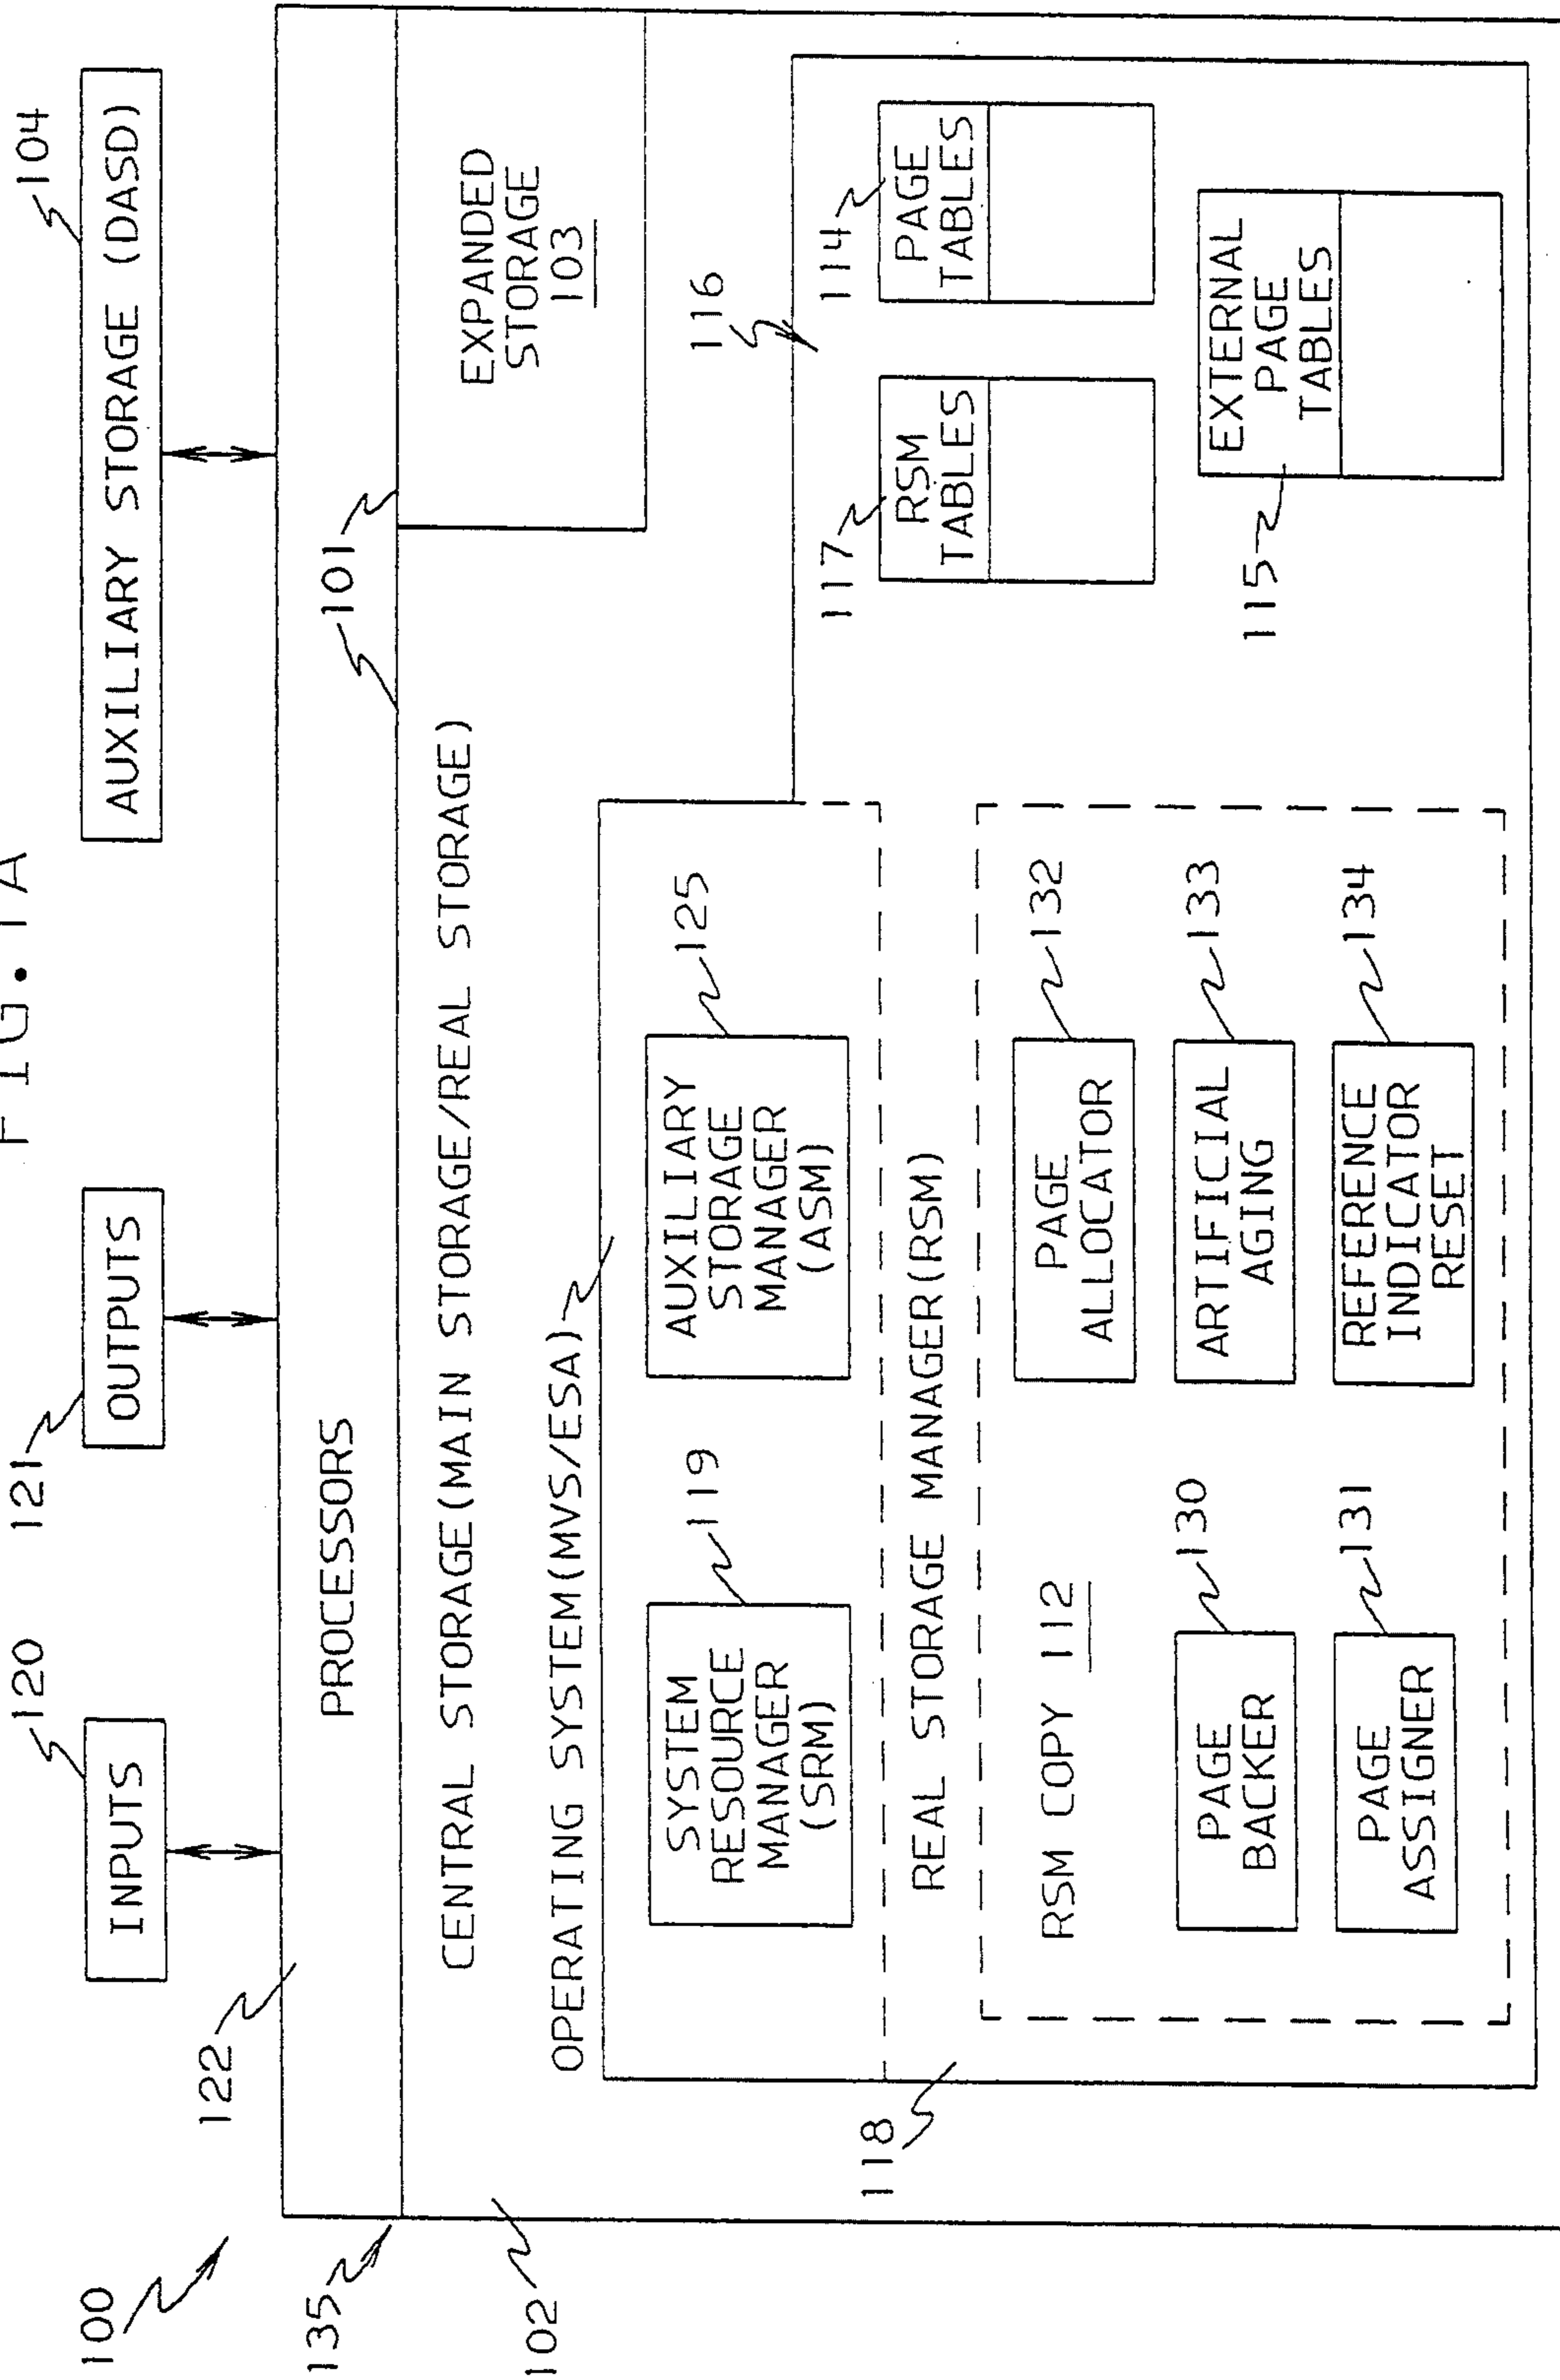 FIG.1A
100
120
INPUTS
121
OUTPUTS
104
AUXILIARY STORAGE (DASD)
122
PROCESSORS
135
101
102
CENTRAL STORAGE(MAIN STORAGE/REAL STORAGE)
EXPANDED
STORAGE
103
OPERATING SYSTEM(MVS/ESA)
116
SYSTEM
RESOURCE
MANAGER
(SRM)
119
AUXILIARY
STORAGE
MANAGER
(ASM)
125
118
REAL STORAGE MANAGER(RSM)
RSM COPY 112
PAGE
BACKER
130
PAGE
ASSIGNER
131
PAGE
ALLOCATOR
132
ARTIFICIAL
AGING
133
REFERENCE
INDICATOR
RESET
134
117
RSM
TABLES
114
PAGE
TABLES
115
EXTERNAL
PAGE
TABLES